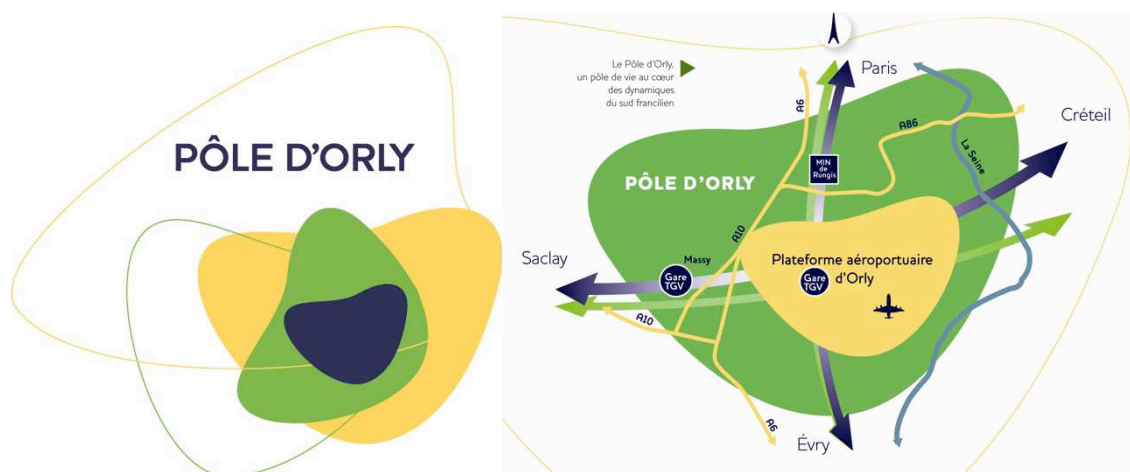 PÔLE D'ORLY
Le Pôle d'Orly,
un pôle de vie au cœur
des dynamiques
du sud francilien
Paris
A6
A86
Créteil
La Seine
MIN
de
Rungis
PÔLE D'ORLY
A10
Saclay
Massy
Gare
TGV
Plateforme aéroportuaire
d'Orly
Gare
TGV
A10
A6
Évry